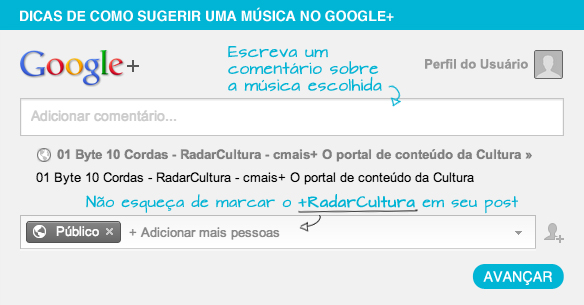 DICAS DE COMO SUGERIR UMA MÚSICA NO GOOGLE+
Google+
Escreva um
comentário sobre
a música escolhida
Perfil do Usuário
Adicionar comentário...
01 Byte 10 Cordas - RadarCultura - cmais+ O portal de conteúdo da Cultura »
01 Byte 10 Cordas - RadarCultura - cmais+ O portal de conteúdo da Cultura
Não esqueça de marcar o +RadarCultura em seu post
Público × + Adicionar mais pessoas
AVANÇAR